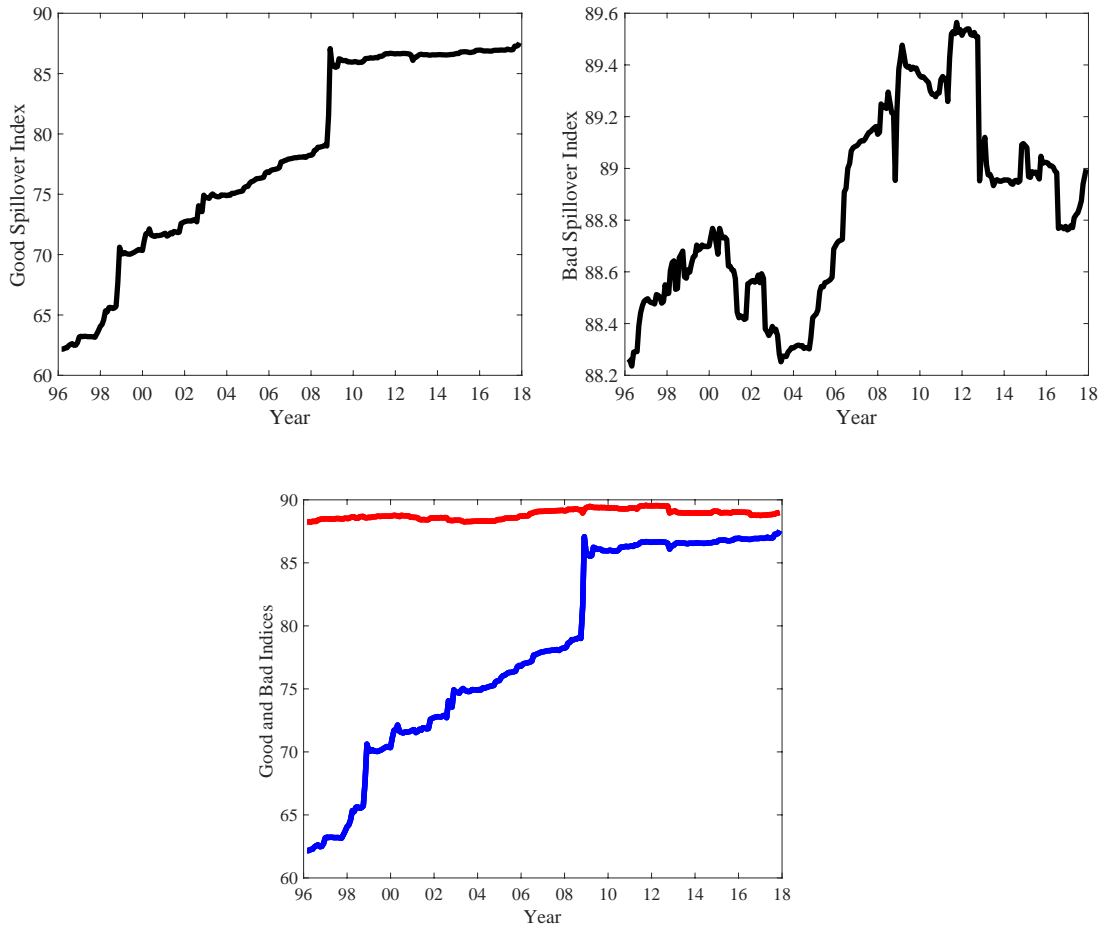 Good Spillover Index
90
85
80
75
70
65
60
96 98 00 02 04 06 08 10 12 14 16 18
Year
Bad Spillover Index
89.6
89.4
89.2
89
88.8
88.6
88.4
88.2
96 98 00 02 04 06 08 10 12 14 16 18
Year
Good and Bad Indices
90
85
80
75
70
65
60
96 98 00 02 04 06 08 10 12 14 16 18
Year